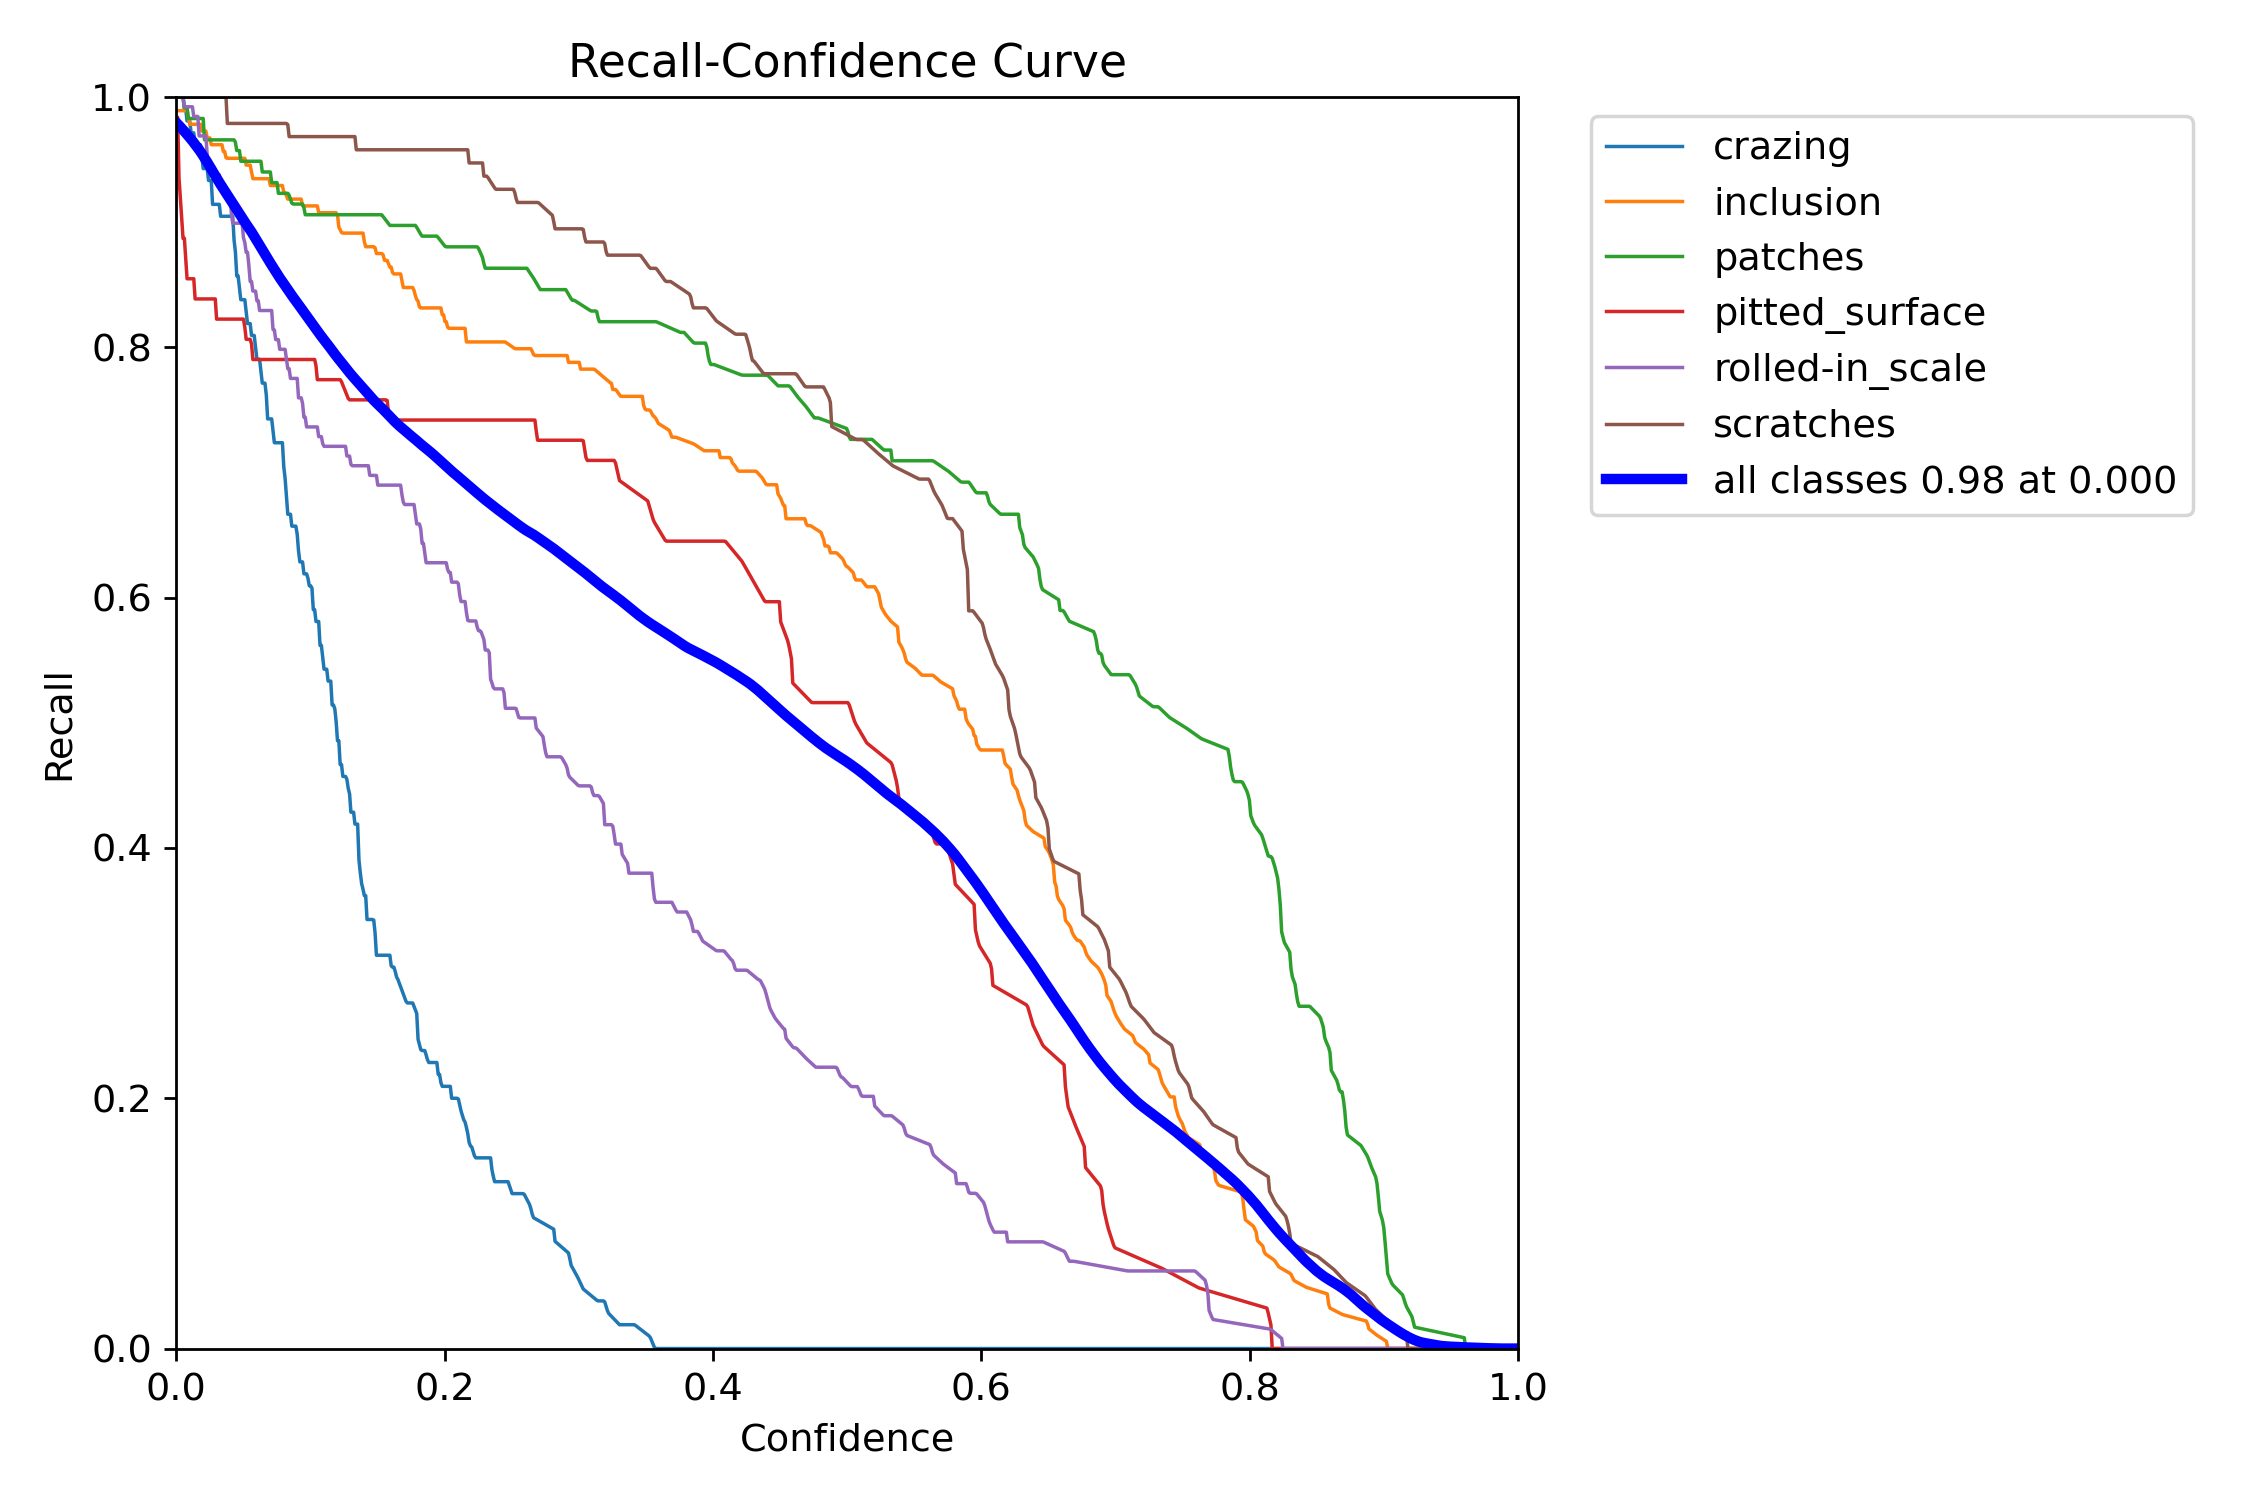 Recall-Confidence Curve
1.0
0.8
0.6
0.4
0.2
0.0
Recall
0.0 0.2 0.4 0.6 0.8 1.0
Confidence
crazing
inclusion
patches
pitted_surface
rolled-in_scale
scratches
all classes 0.98 at 0.000